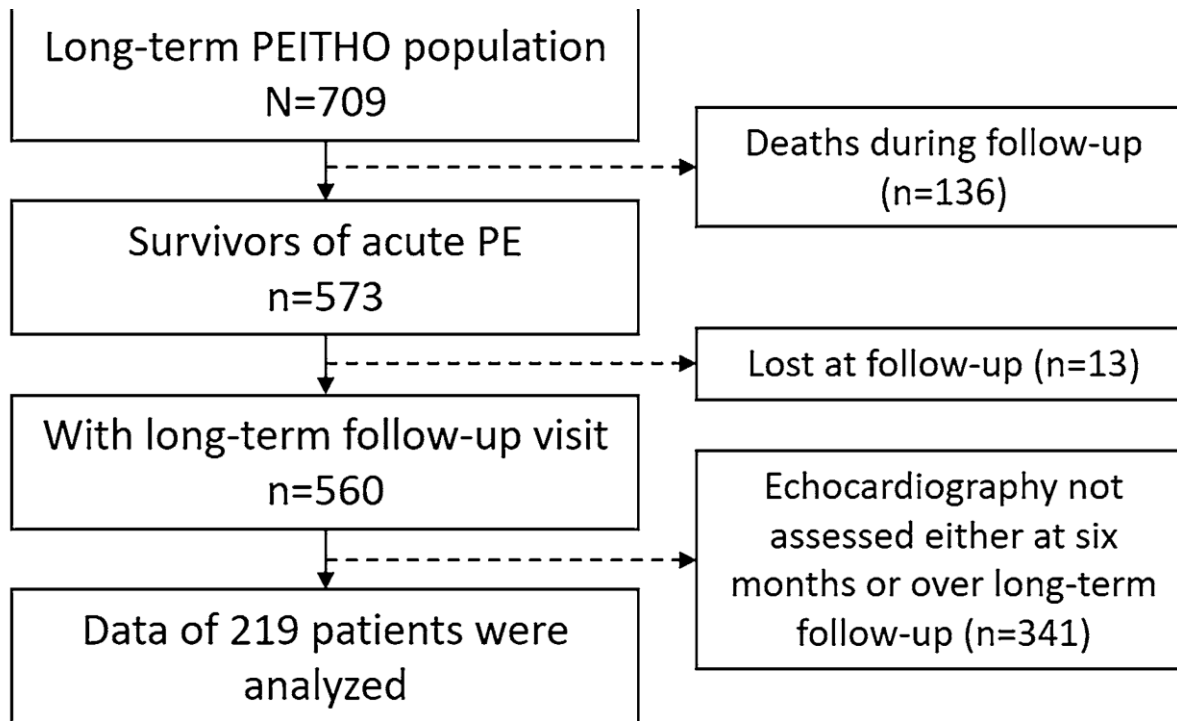 Long-term PEITHO population
N=709
Deaths during follow-up
(n=136)
Survivors of acute PE
n=573
Lost at follow-up (n=13)
With long-term follow-up visit
n=560
Echocardiography not
assessed either at six
months or over long-term
follow-up (n=341)
Data of 219 patients were
analyzed